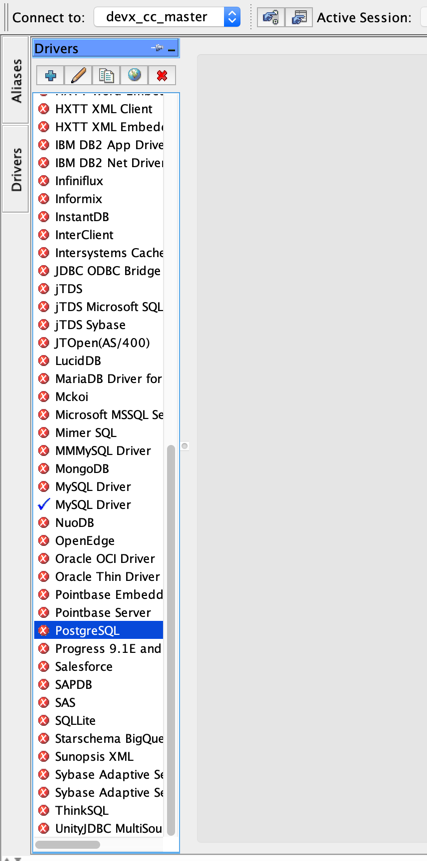 Connect to: devx_cc_master Active Session:
Aliases
Drivers
Drivers
HXTT XML Client
HXTT XML Embed
IBM DB2 App Drive
IBM DB2 Net Driver
Infiniflux
Informix
InstantDB
InterClient
Intersystems Cache
JDBC ODBC Bridge
jTDS
jTDS Microsoft SQL
jTDS Sybase
JTOpen(AS/400)
LucidDB
MariaDB Driver for
Mckoi
Microsoft MSSQL Se
Mimer SQL
MMMySQL Driver
MongoDB
MySQL Driver
MySQL Driver
NuoDB
OpenEdge
Oracle OCI Driver
Oracle Thin Driver
Pointbase Embedd
Pointbase Server
PostgreSQL
Progress 9.1E and
Salesforce
SAPDB
SAS
SQLLite
Starschema BigQue
Sunopsis XML
Sybase Adaptive Se
Sybase Adaptive Se
ThinkSQL
UnityJDBC MultiSou